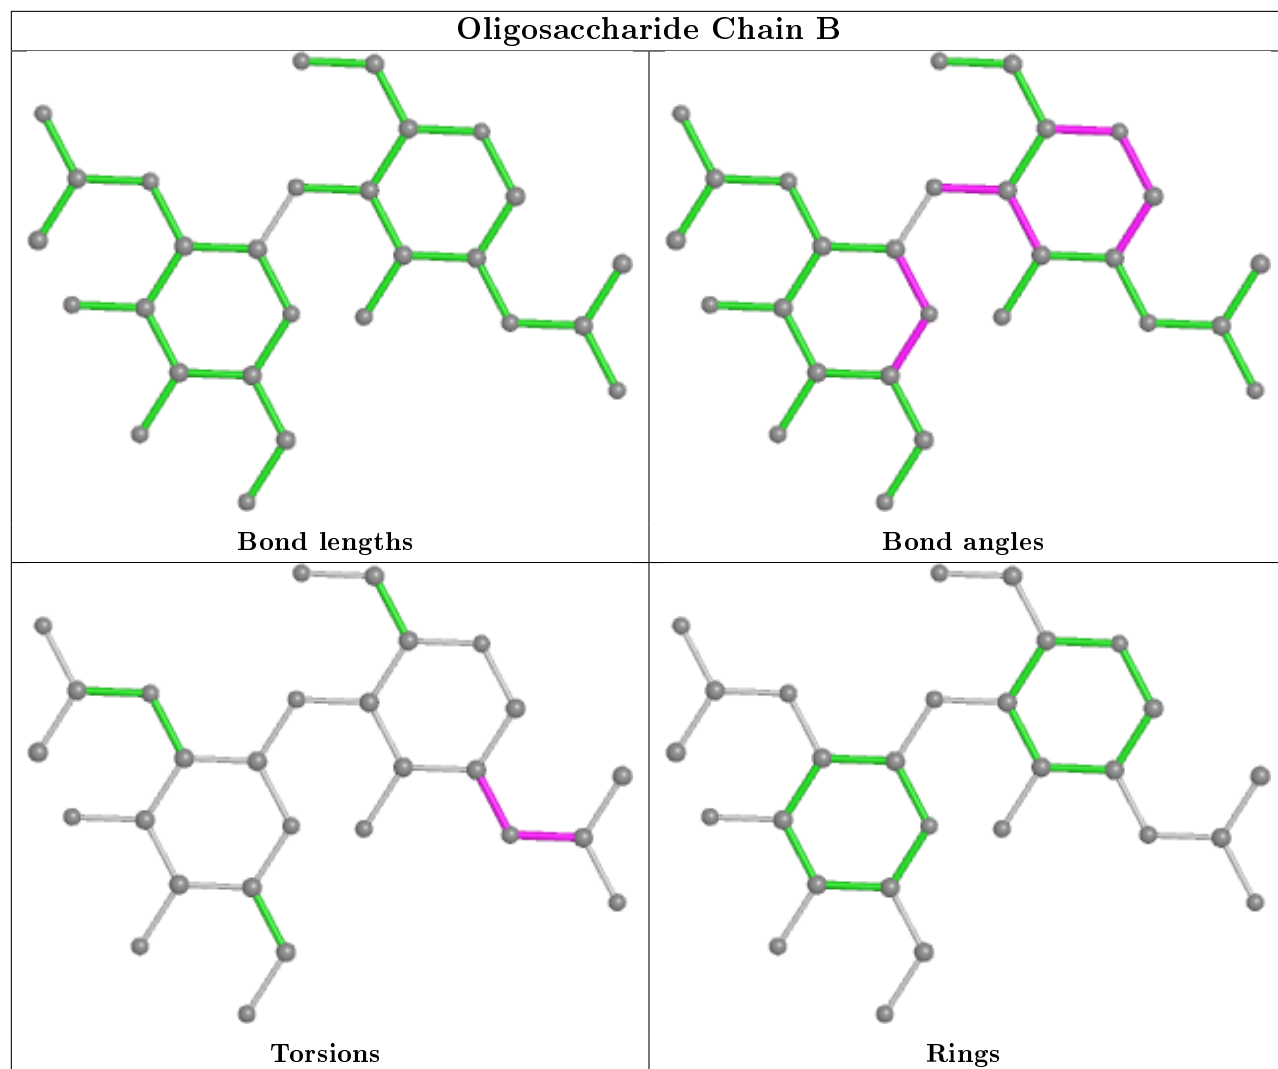 Oligosaccharide Chain B
Bond lengths
Bond angles
Torsions
Rings